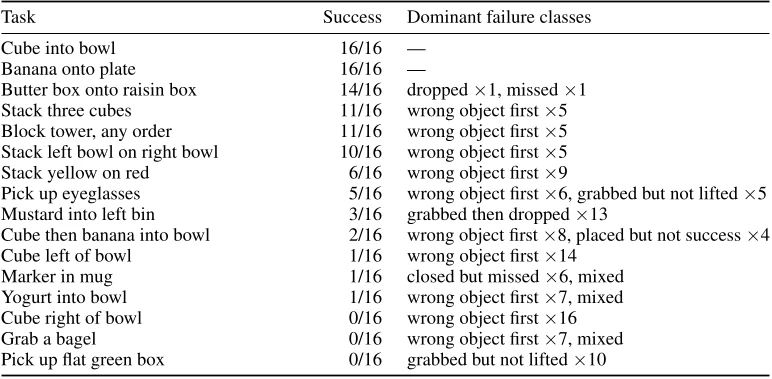 Task Success Dominant failure classes
Cube into bowl 16/16 —
Banana onto plate 16/16 —
Butter box onto raisin box 14/16 dropped ×1, missed ×1
Stack three cubes 11/16 wrong object first ×5
Block tower, any order 11/16 wrong object first ×5
Stack left bowl on right bowl 10/16 wrong object first ×5
Stack yellow on red 6/16 wrong object first ×9
Pick up eyeglasses 5/16 wrong object first ×6, grabbed but not lifted ×5
Mustard into left bin 3/16 grabbed then dropped ×13
Cube then banana into bowl 2/16 wrong object first ×8, placed but not success ×4
Cube left of bowl 1/16 wrong object first ×14
Marker in mug 1/16 closed but missed ×6, mixed
Yogurt into bowl 1/16 wrong object first ×7, mixed
Cube right of bowl 0/16 wrong object first ×16
Grab a bagel 0/16 wrong object first ×7, mixed
Pick up flat green box 0/16 grabbed but not lifted ×10